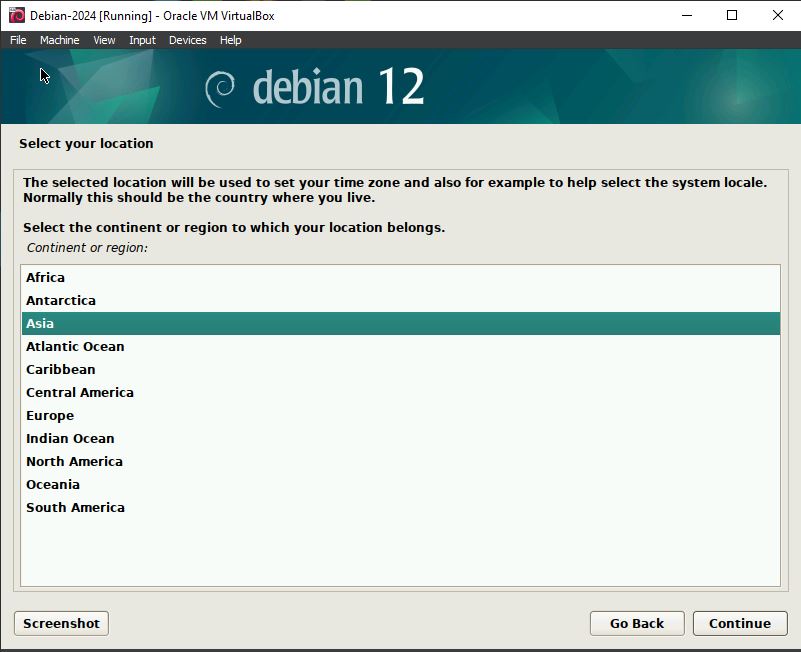 Debian-2024 [Running] - Oracle VM VirtualBox
File Machine View Input Devices Help
debian 12
Select your location
The selected location will be used to set your time zone and also for example to help select the system locale.
Normally this should be the country where you live.
Select the continent or region to which your location belongs.
Continent or region:
Africa
Antarctica
Asia
Atlantic Ocean
Caribbean
Central America
Europe
Indian Ocean
North America
Oceania
South America
Screenshot Go Back Continue